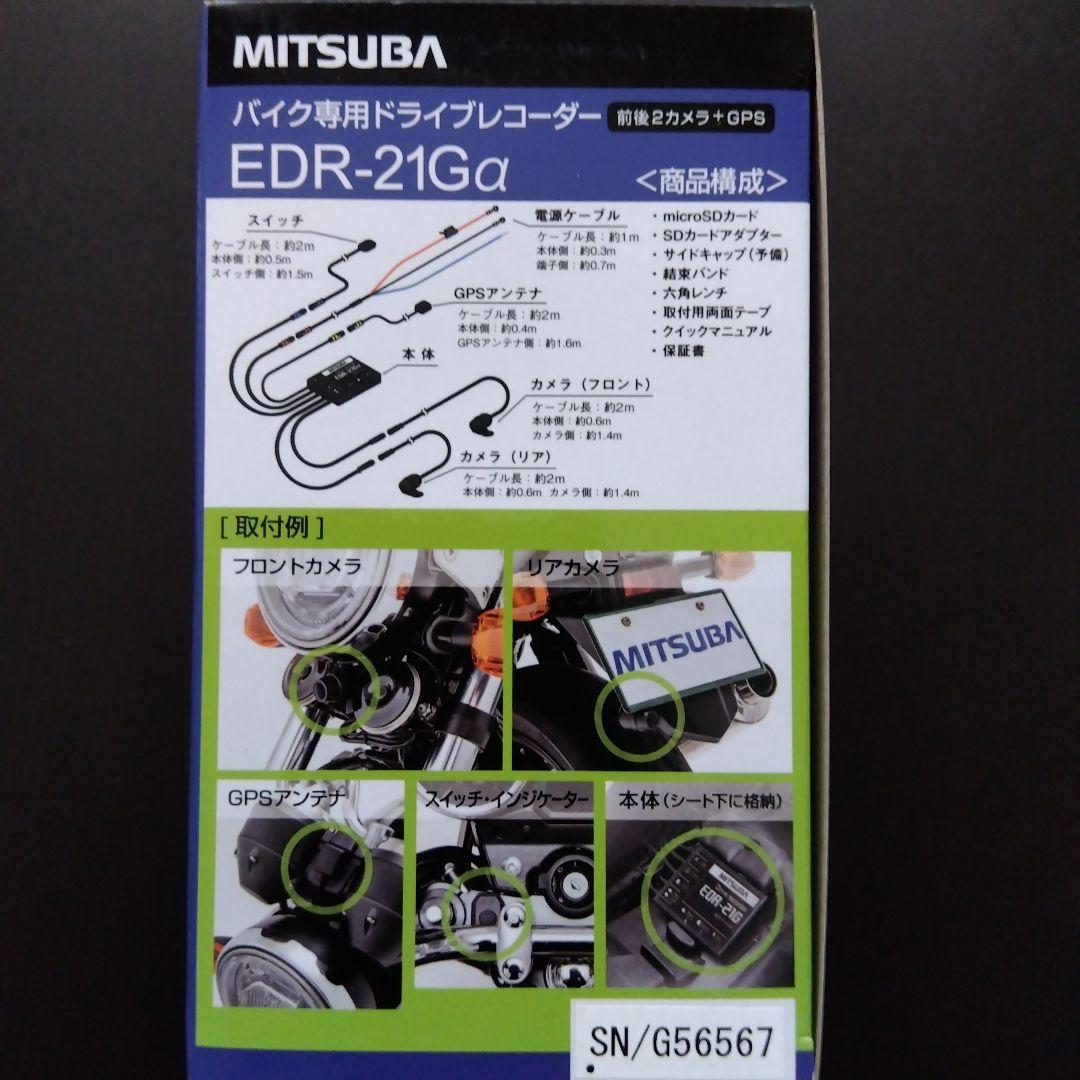 MITSUBA
バイク専用ドライブレコーダー 前後2カメラ+GPS
EDR-21Gα
<商品構成>
スイッチ
ケーブル長:約2m
本体側:約0.5m
スイッチ側:約1.5m
電源ケーブル
ケーブル長:約1m
本体側:約0.3m
端子側:約0.7m
GPSアンテナ
ケーブル長:約2m
本体側:約0.4m
GPSアンテナ側:約1.6m
本体
カメラ(フロント)
ケーブル長:約2m
本体側:約0.6m
カメラ側:約1.4m
カメラ(リア)
ケーブル長:約2m
本体側:約0.6m カメラ側:約1.4m
・microSDカード
・SDカードアダプター
・サイドキャップ(予備)
・結束バンド
・六角レンチ
・取付用両面テープ
・クイックマニュアル
・保証書
[取付例]
フロントカメラ
リアカメラ
MITSUBA
GPSアンテナ
スイッチ・インジケーター
本体(シート下に格納)
MITSUBA
EDR-21G
SN/G56567